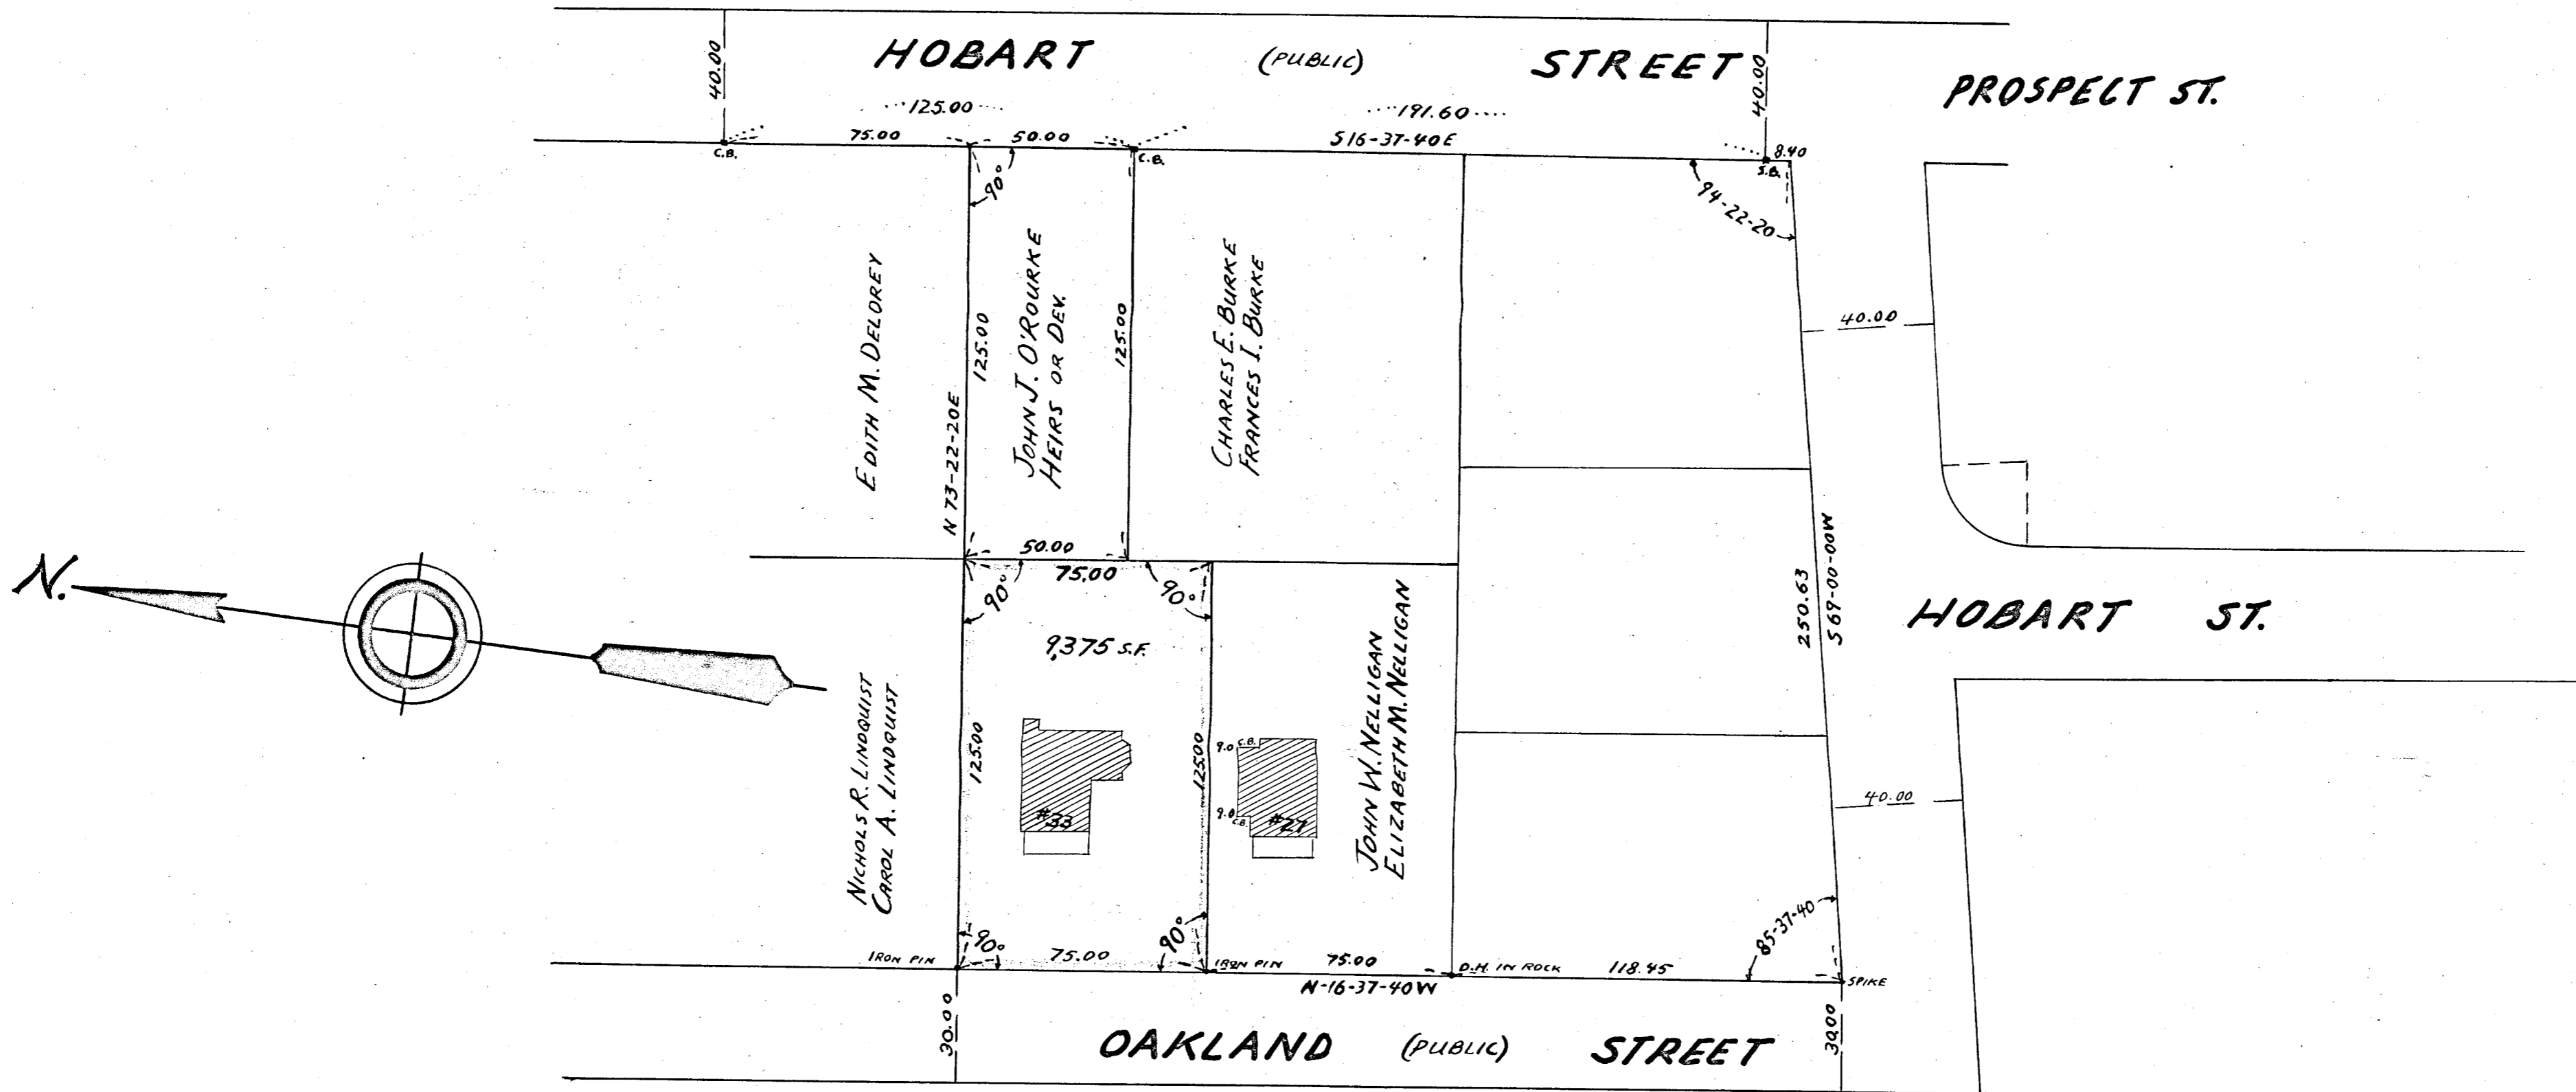 HOBART (PUBLIC) STREET
PROSPECT ST.
40.00
40.00
125.00
191.60
75.00
50.00
S16-37-40E
8.40
C.B.
C.B.
S.B.
90°
94-22-20
EDITH M. DELOREY
N 73-22-20E
125.00
JOHN J. O'ROURKE
HEIRS OR DEV.
125.00
CHARLES E. BURKE
FRANCES I. BURKE
40.00
50.00
75.00
90°
90°
N.
9,375 S.F.
250.63
S69-00-00W
HOBART ST.
NICHOLS R. LINDQUIST
CAROL A. LINDQUIST
125.00
#33
125.00
9.0
C.B.
9.0
C.B.
#27
JOHN W. NELLIGAN
ELIZABETH M. NELLIGAN
40.00
85-37-40
90°
90°
IRON PIN
75.00
IRON PIN
75.00
D.H. IN ROCK
118.45
SPIKE
N-16-37-40W
30.00
30.00
OAKLAND (PUBLIC) STREET